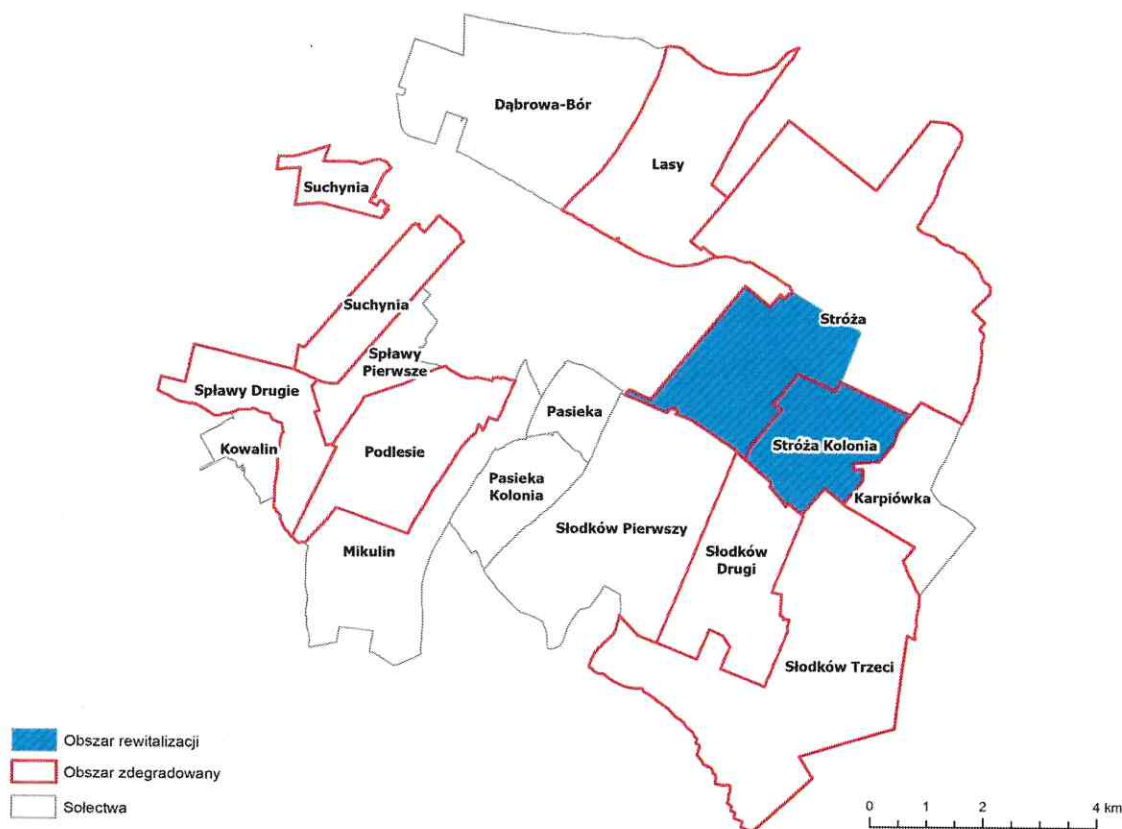 Dąbrowa-Bór
Lasy
Suchynia
Suchynia
Stróża
Spławy
Pierwsze
Spławy Drugie
Pasieka
Kowalin
Podlesie
Stróża Kolonia
Pasieka
Kolonia
Karpiówka
Słodków Pierwszy
Mikulin
Słodków
Drugi
Słodków Trzeci
Obszar rewitalizacji
Obszar zdegradowany
Sołectwa
0 1 2 4 km